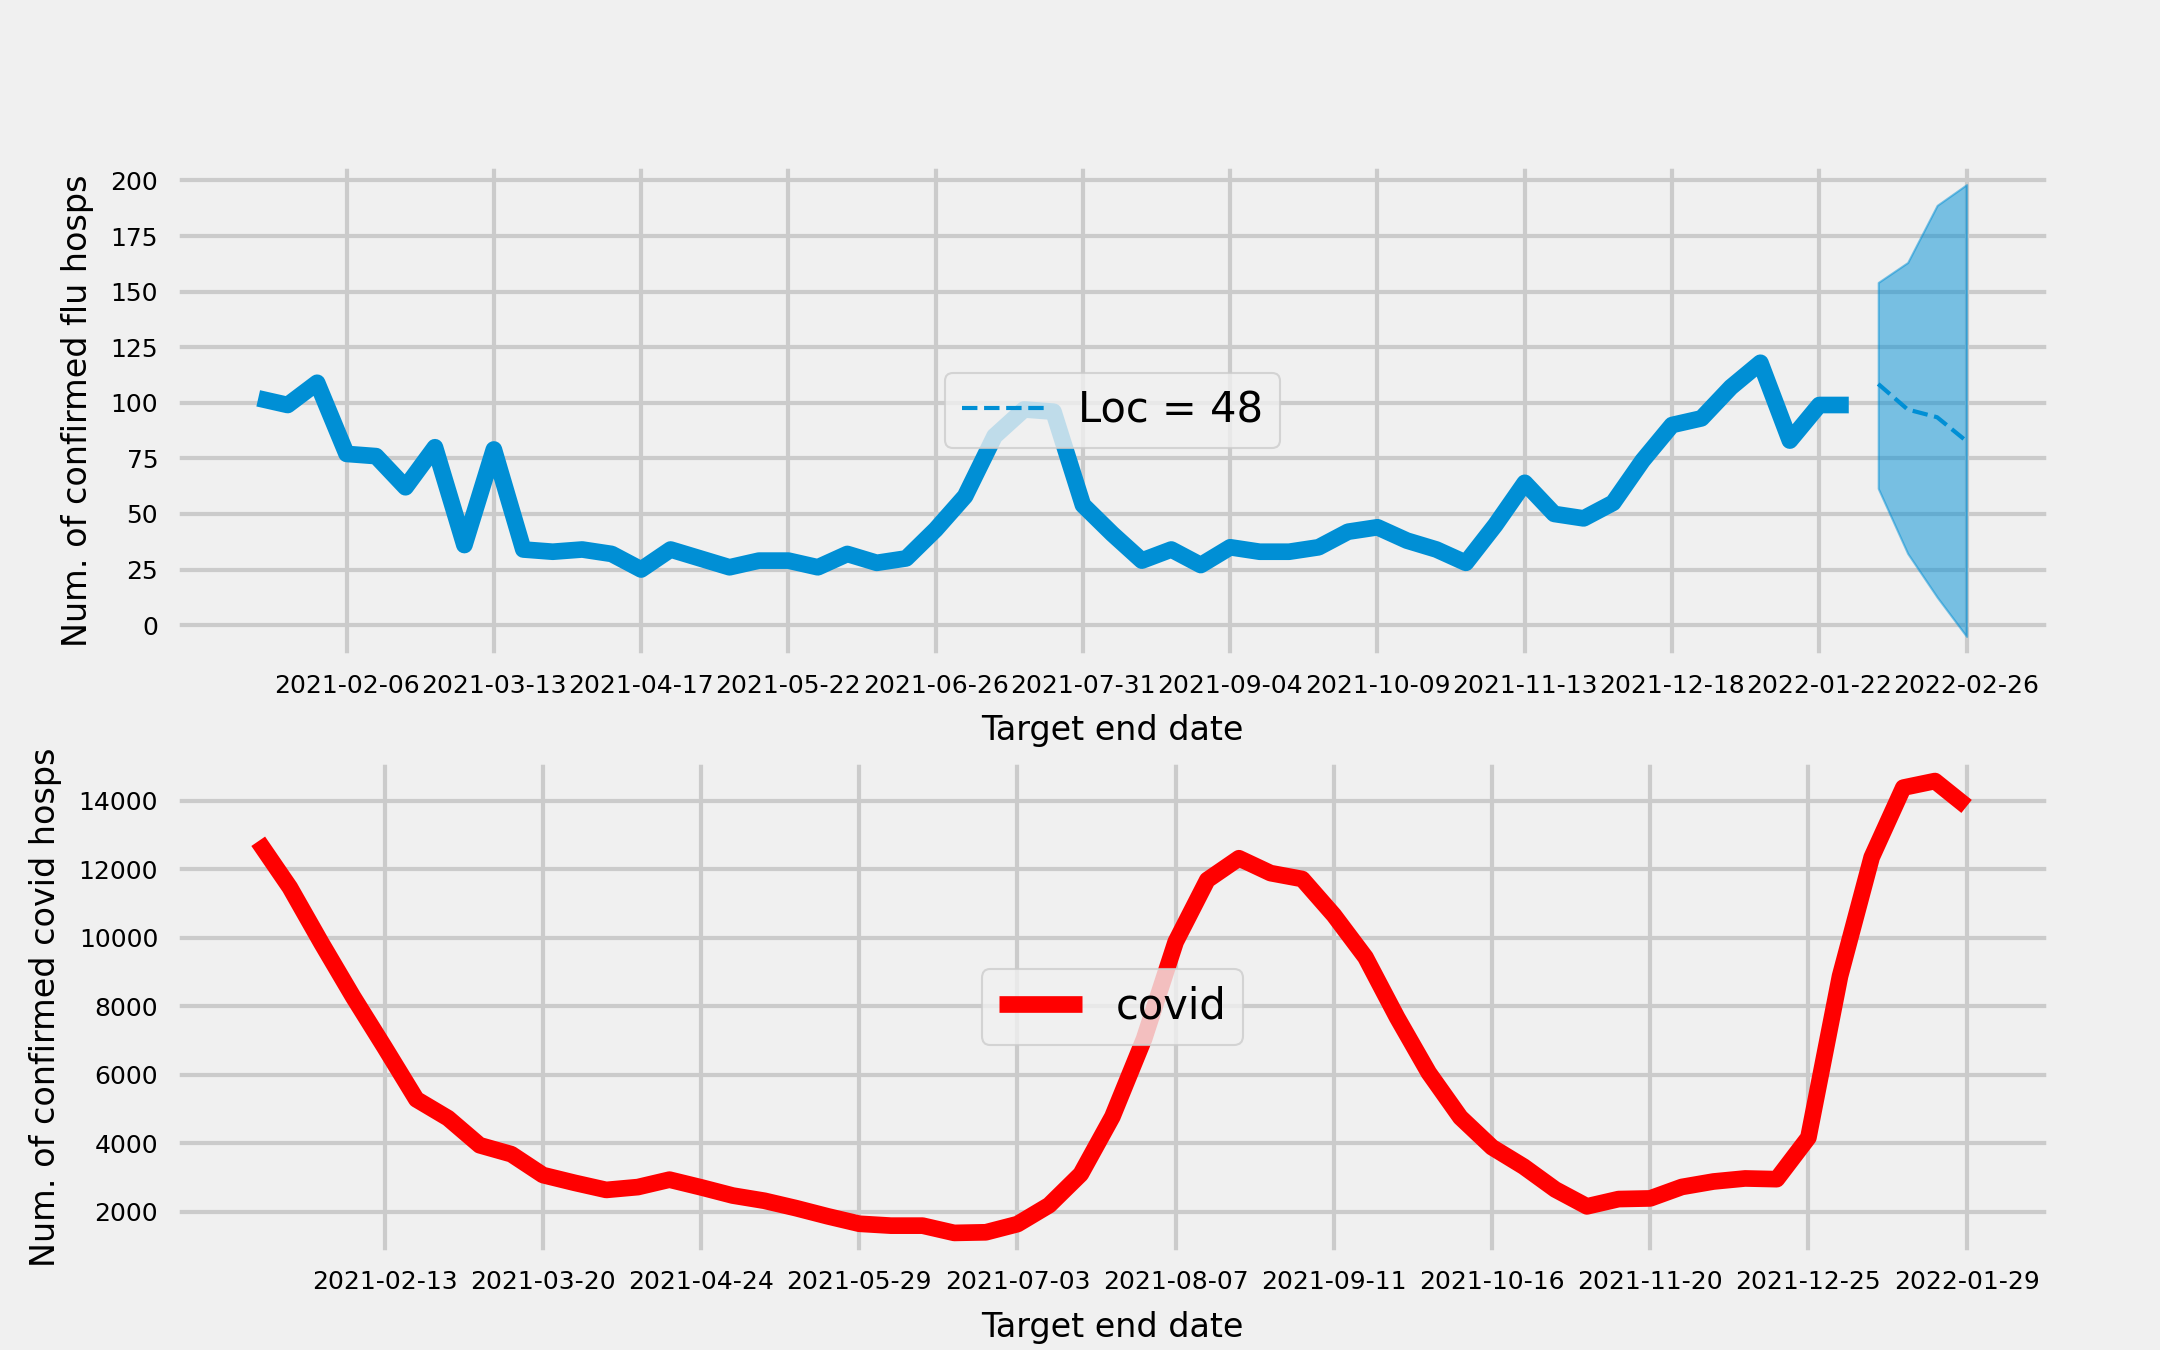 Num. of confirmed flu hosps
200
175
150
125
100
75
50
25
0
Loc = 48
2021-02-06 2021-03-13 2021-04-17 2021-05-22 2021-06-26 2021-07-31 2021-09-04 2021-10-09 2021-11-13 2021-12-18 2022-01-22 2022-02-26
Target end date
Num. of confirmed covid hosps
14000
12000
10000
8000
6000
4000
2000
covid
2021-02-13 2021-03-20 2021-04-24 2021-05-29 2021-07-03 2021-08-07 2021-09-11 2021-10-16 2021-11-20 2021-12-25 2022-01-29
Target end date